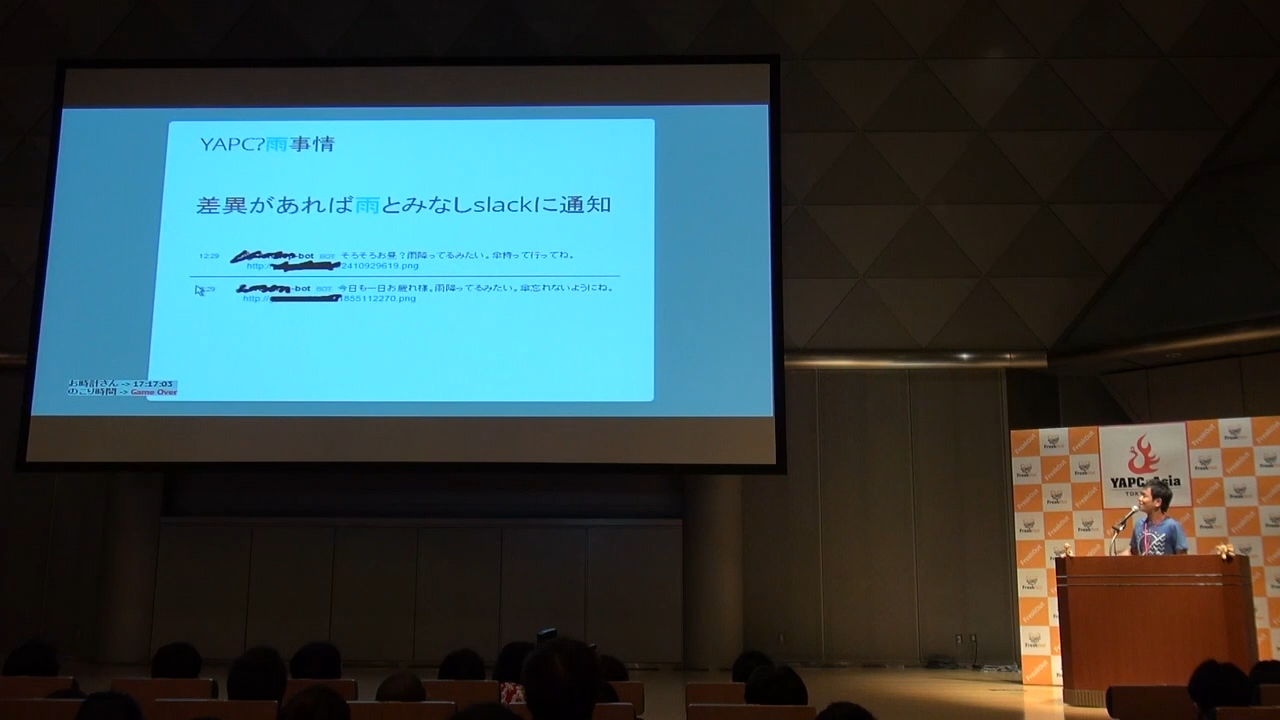 YAPC?雨事情
差異があれば雨とみなしslackに通知
12:29 -bot BOT そろそろお昼？雨降ってるみたい。傘持って行ってね。
http:/ 2410929619.png
:29 -bot BOT 今日も一日お疲れ様。雨降ってるみたい。傘忘れないようにね。
http:// 1855112270.png
お時計さん -> 17:17:03
のこり時間 -> Game Over
YAPC Asia
FreakOut